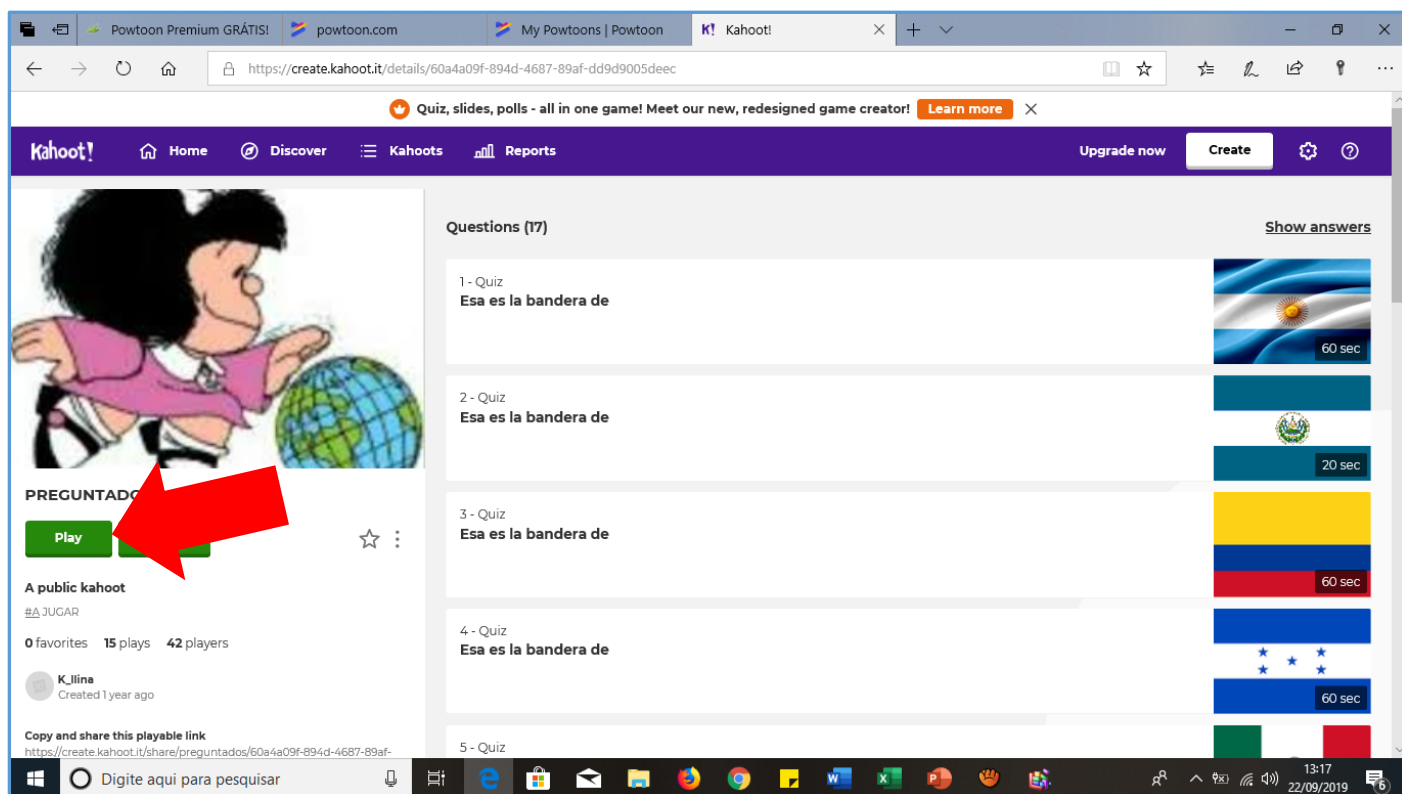 Powtoon Premium GRÁTIS!
powtoon.com
My Powtoons | Powtoon
K! Kahoot!
https://create.kahoot.it/details/60a4a09f-894d-4687-89af-dd9d9005deec
Quiz, slides, polls - all in one game! Meet our new, redesigned game creator! Learn more
Kahoot! Home Discover Kahoots Reports Upgrade now Create
Questions (17) Show answers
1 - Quiz
Esa es la bandera de
60 sec
2 - Quiz
Esa es la bandera de
20 sec
3 - Quiz
Esa es la bandera de
60 sec
4 - Quiz
Esa es la bandera de
60 sec
5 - Quiz
Play
A public kahoot
#A JUGAR
0 favorites 15 plays 42 players
K_llina
Created 1 year ago
Copy and share this playable link
https://create.kahoot.it/share/preguntados/60a4a09f-894d-4687-89af-
Digite aqui para pesquisar
13:17
22/09/2019
6